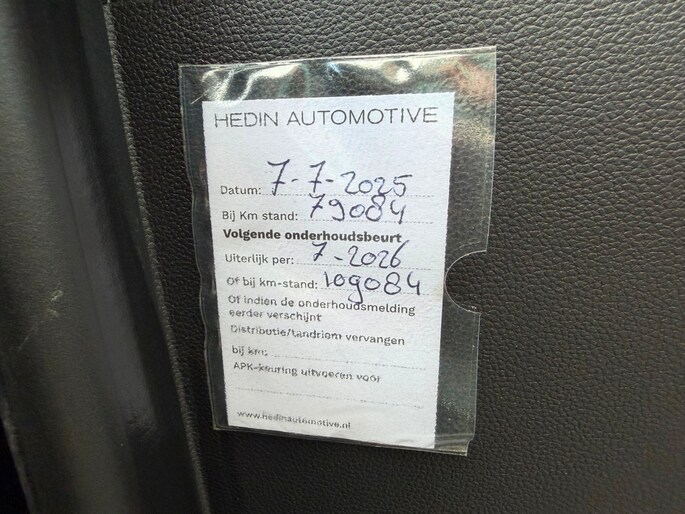 HEDIN AUTOMOTIVE
Datum: 7-7-2025
Bij Km stand: 79084
Volgende onderhoudsbeurt
Uiterlijk per: 7-2026
Of bij km-stand: 109084
Of indien de onderhoudsmelding
eerder verschijnt
Distributie/tandriem vervangen
bij km:
APK-keuring uitvoeren voor
www.hedinautomotive.nl